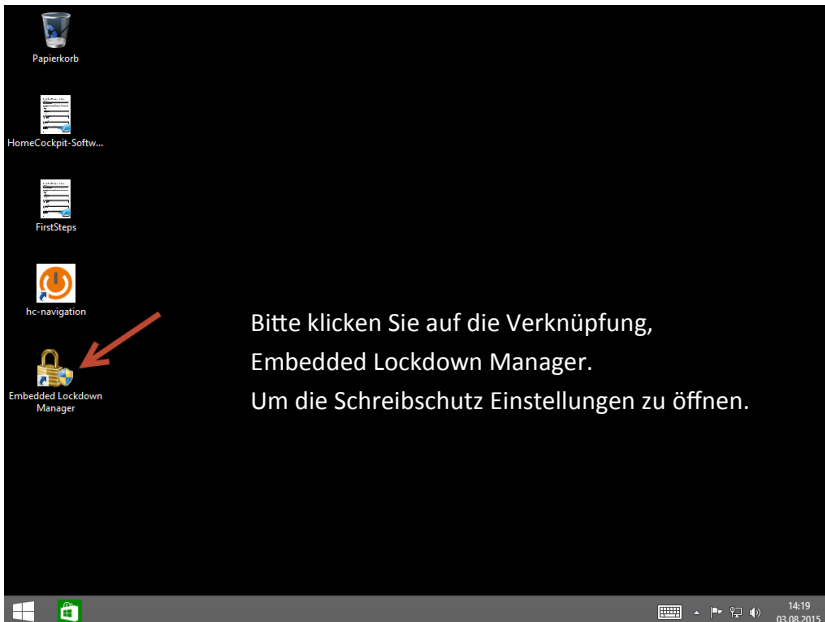 Papierkorb
HomeCockpit-Softw...
FirstSteps
hc-navigation
Bitte klicken Sie auf die Verknüpfung,
Embedded Lockdown Manager.
Um die Schreibschutz Einstellungen zu öffnen.
Embedded Lockdown
Manager
14:19
03.08.2015